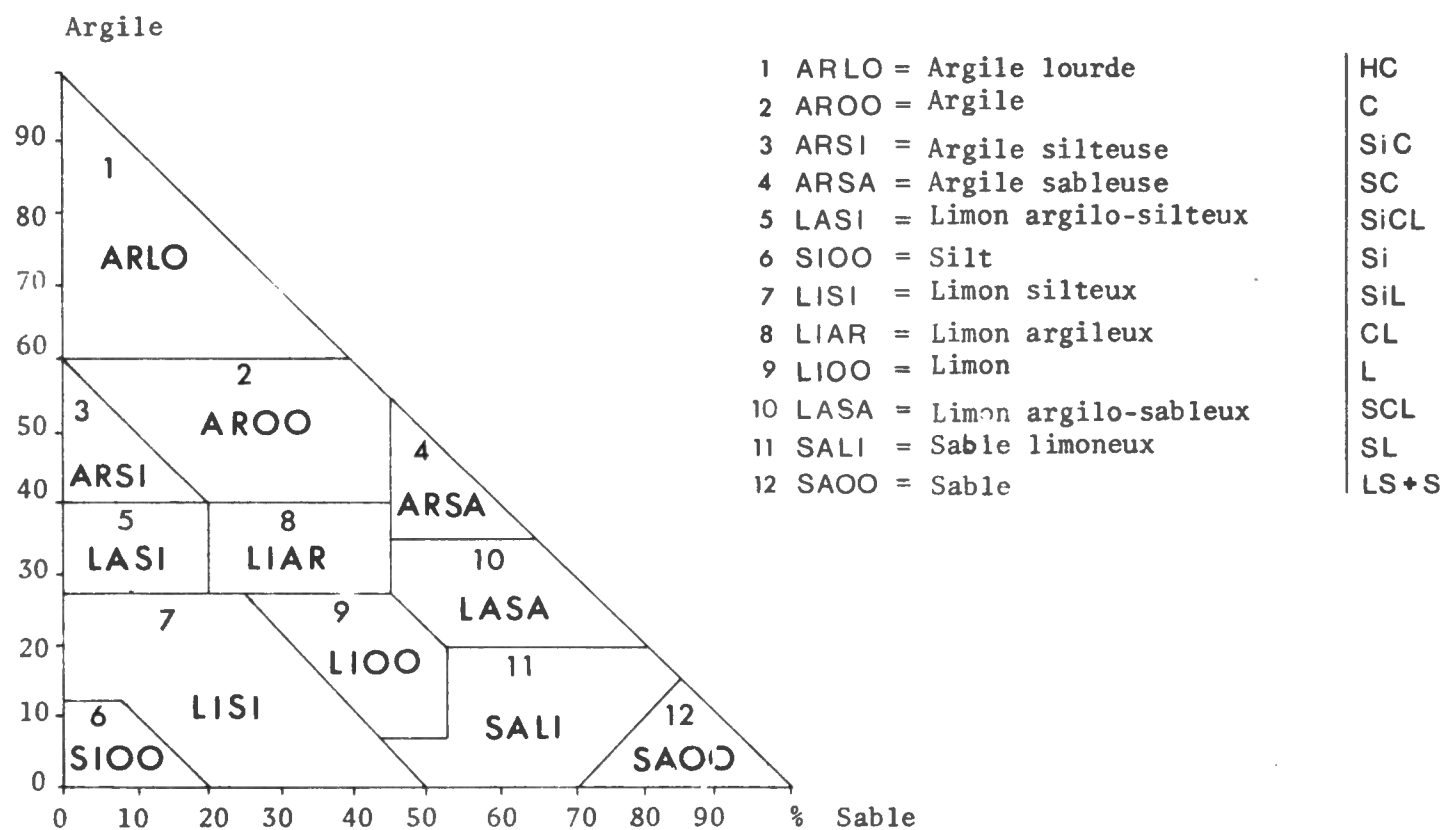 Argile
1 ARLO = Argile lourde HC
2 AROO = Argile C
3 ARSI = Argile silteuse SiC
4 ARSA = Argile sableuse SC
5 LASI = Limon argilo-silteux SiCL
6 SIOO = Silt Si
7 LISI = Limon silteux SiL
8 LIAR = Limon argileux CL
9 LIOO = Limon L
10 LASA = Limon argilo-sableux SCL
11 SALI = Sable limoneux SL
12 SAOO = Sable LS+S
90
1
80
ARLO
70
60
2
3
AROO
50
4
ARSI
40
ARSA
5
8
LASI
LIAR
10
30
7
9
LASA
20
LIOO
11
LISI
12
10
6
SALI
SIOO
SAOO
0
0 10 20 30 40 50 60 70 80 90 % Sable